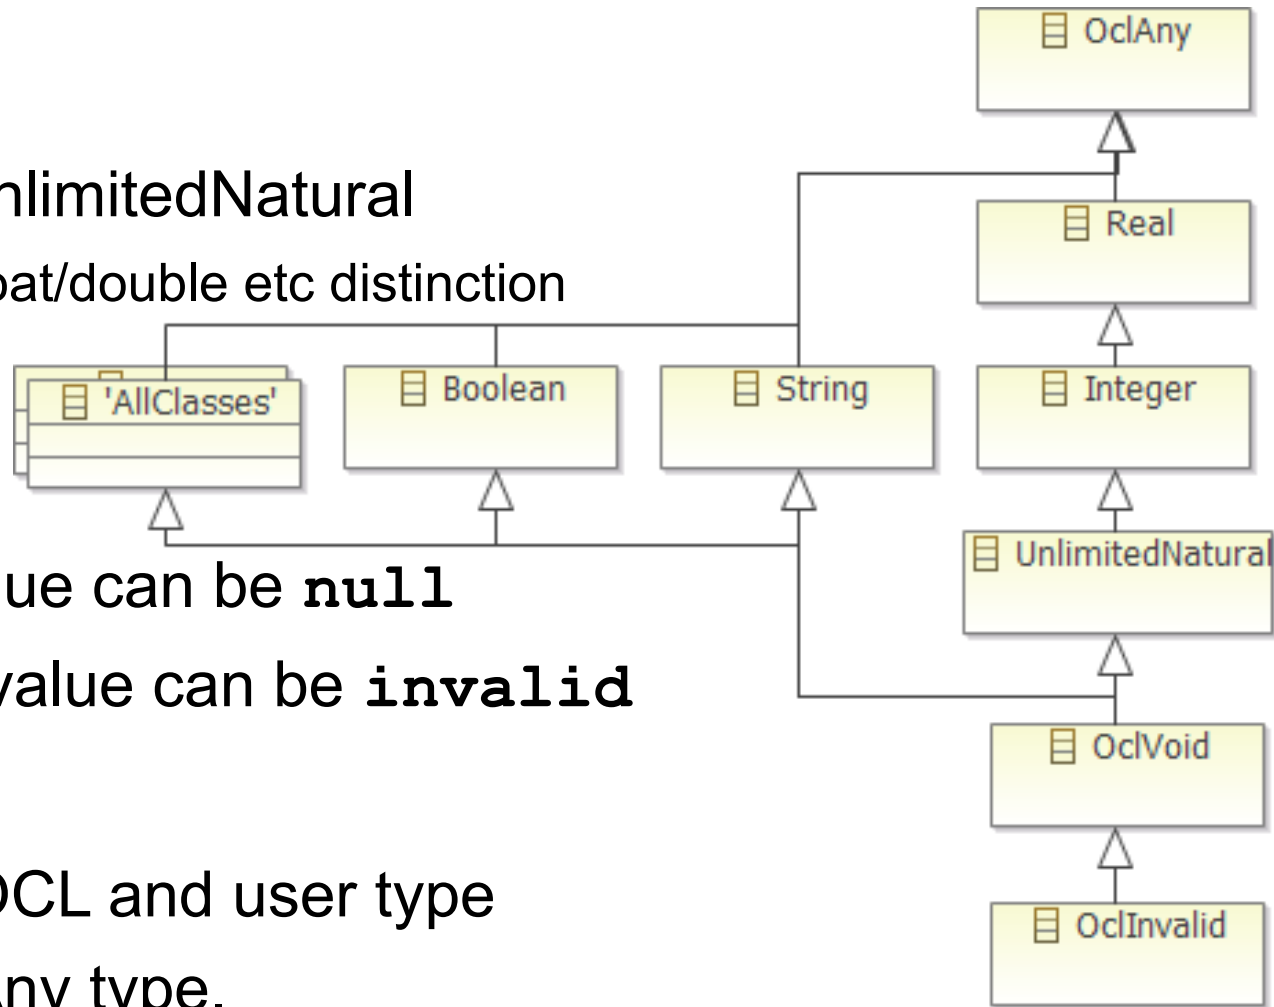 OclAny
nlimitedNatural
Real
oat/double etc distinction
'AllClasses'
Boolean
String
Integer
UnlimitedNatural
ue can be null
value can be invalid
OclVoid
OCL and user type
OclInvalid
Any type.